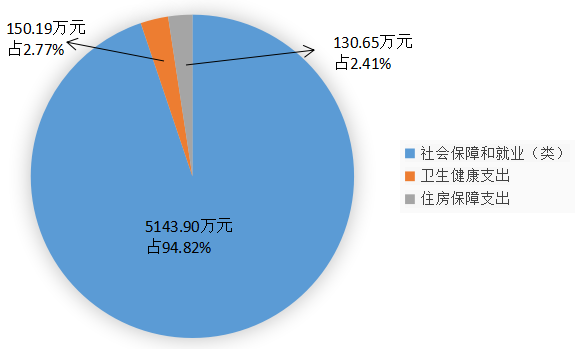 150.19万元
占2.77%
130.65万元
占2.41%
5143.90万元
占94.82%
社会保障和就业（类）
卫生健康支出
住房保障支出